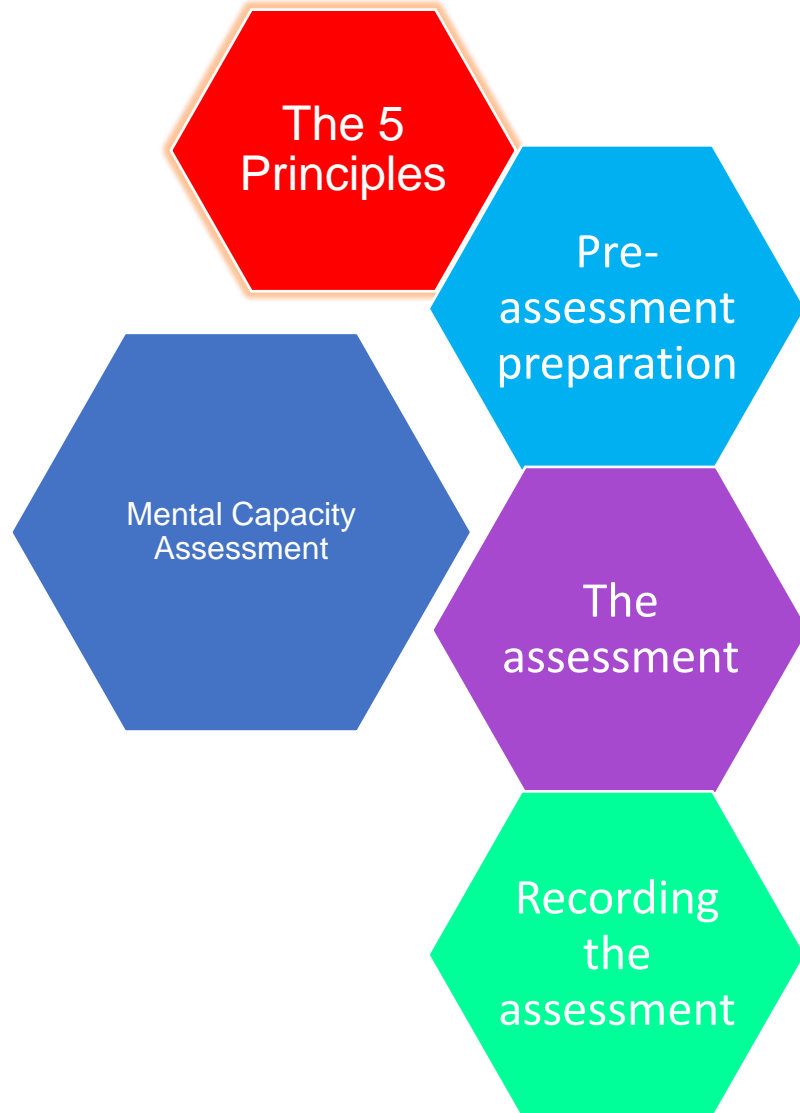 The 5
Principles
Pre-
assessment
preparation
Mental Capacity
Assessment
The
assessment
Recording
the
assessment